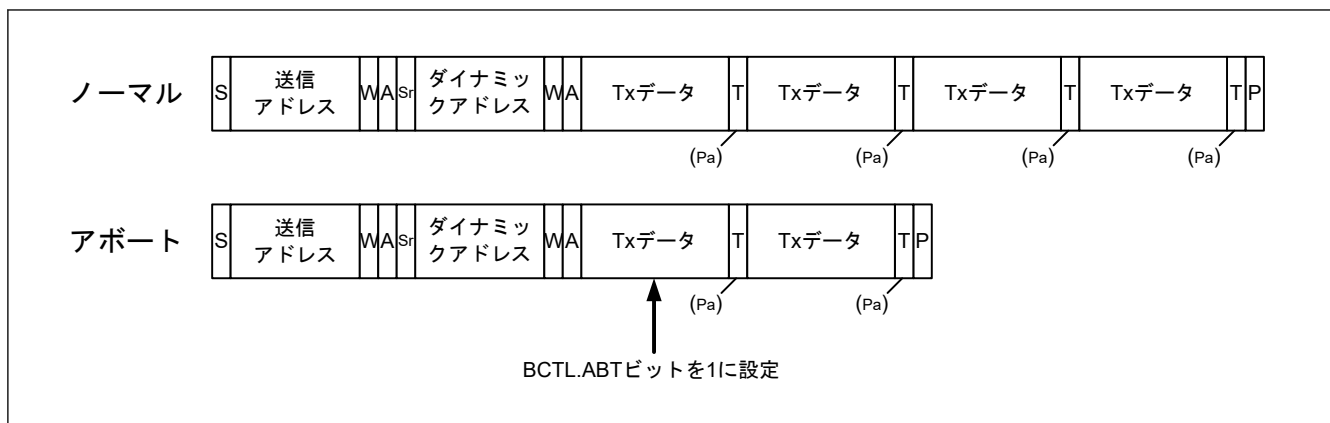 ノーマル
S 送信アドレス W A Sr ダイナミックアドレス W A Txデータ T Txデータ T Txデータ T Txデータ T P
(Pa) (Pa) (Pa) (Pa)
アボート
S 送信アドレス W A Sr ダイナミックアドレス W A Txデータ T Txデータ T P
(Pa) (Pa)
BCTL.ABTビットを1に設定